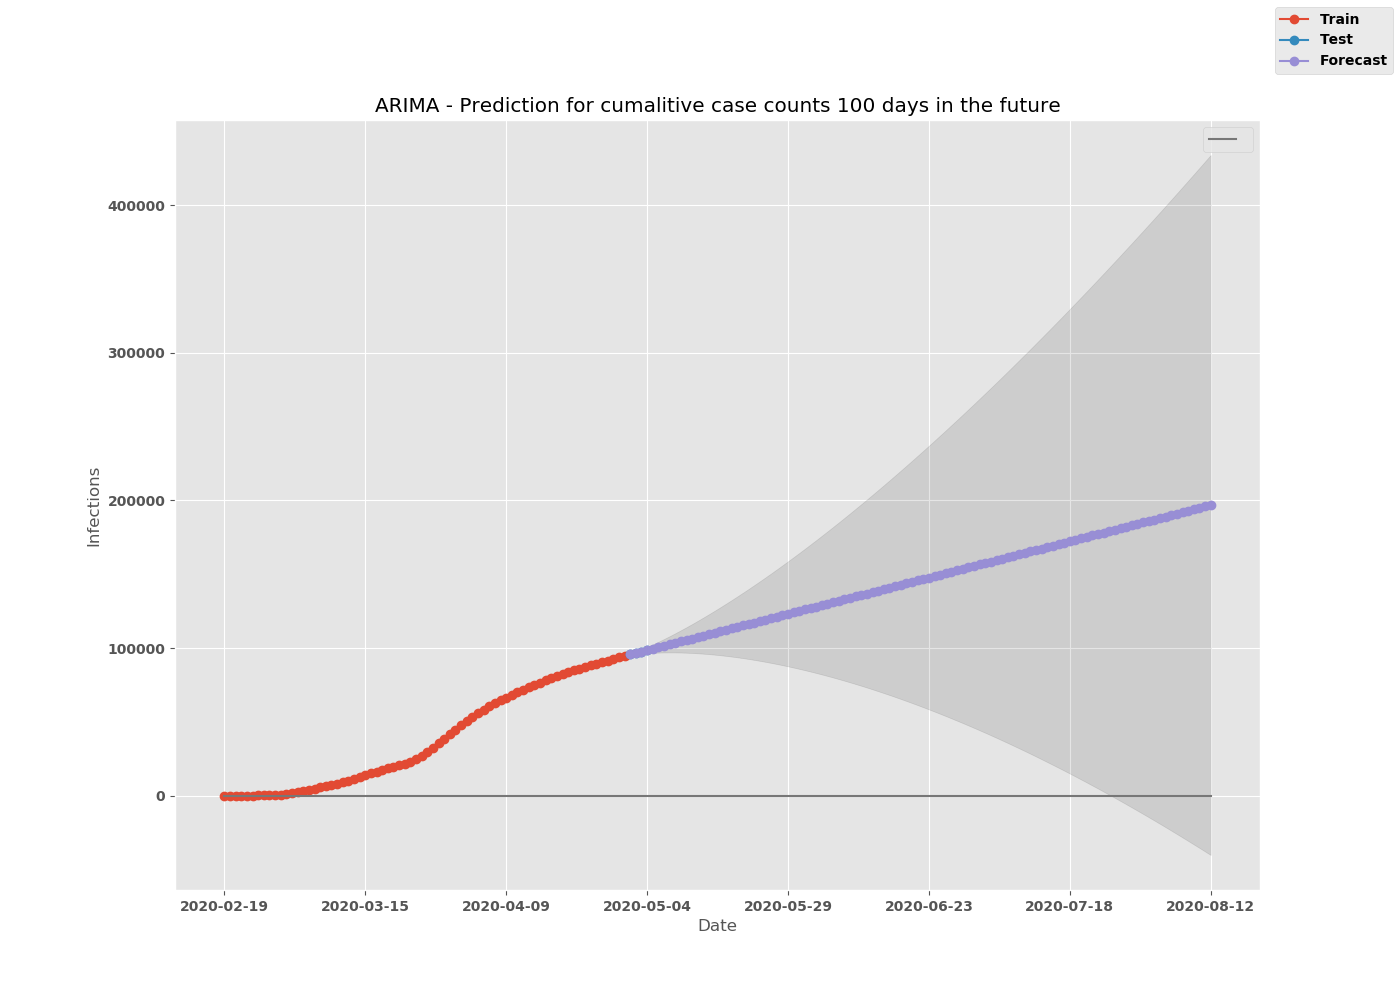 Train
Test
Forecast
ARIMA - Prediction for cumalitive case counts 100 days in the future
400000
300000
200000
100000
0
Infections
2020-02-19 2020-03-15 2020-04-09 2020-05-04 2020-05-29 2020-06-23 2020-07-18 2020-08-12
Date